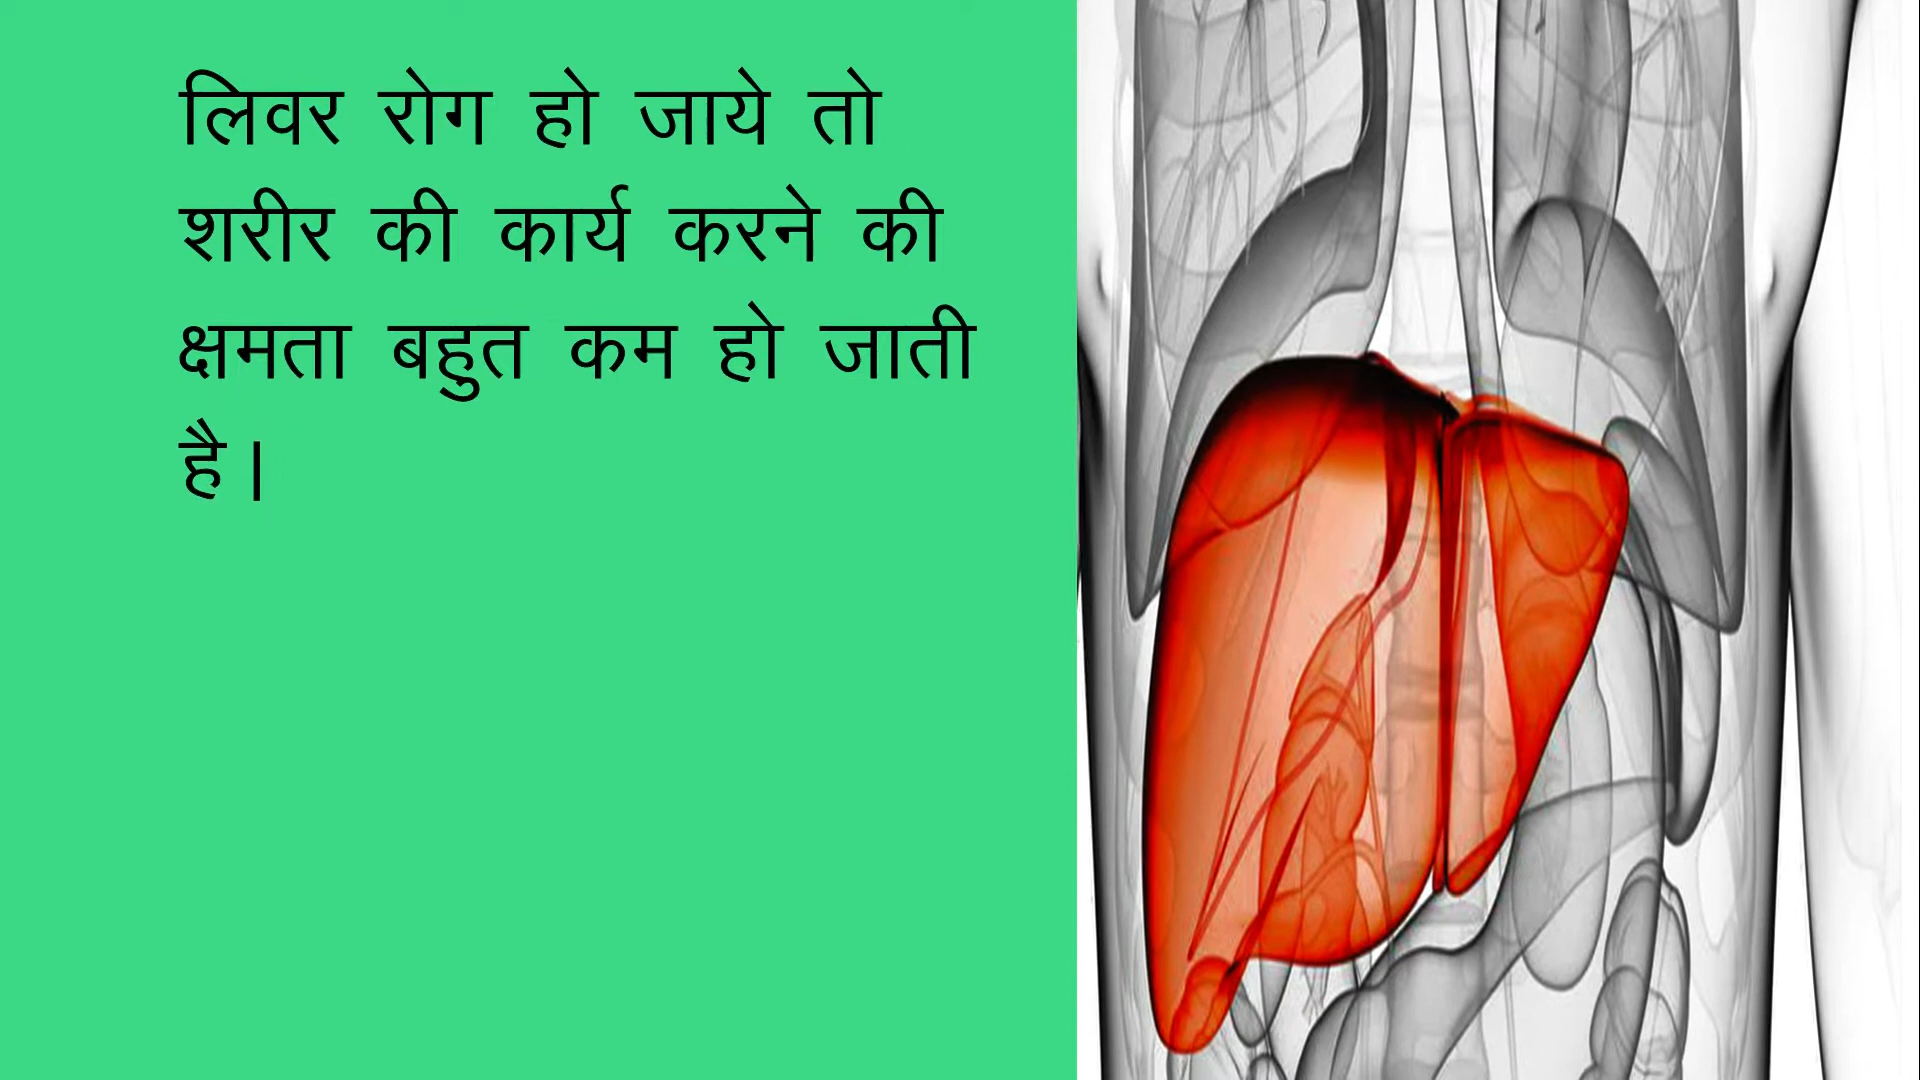 लिवर रोग हो जाये तो
शरीर की कार्य करने की
क्षमता बहुत कम हो जाती
है।